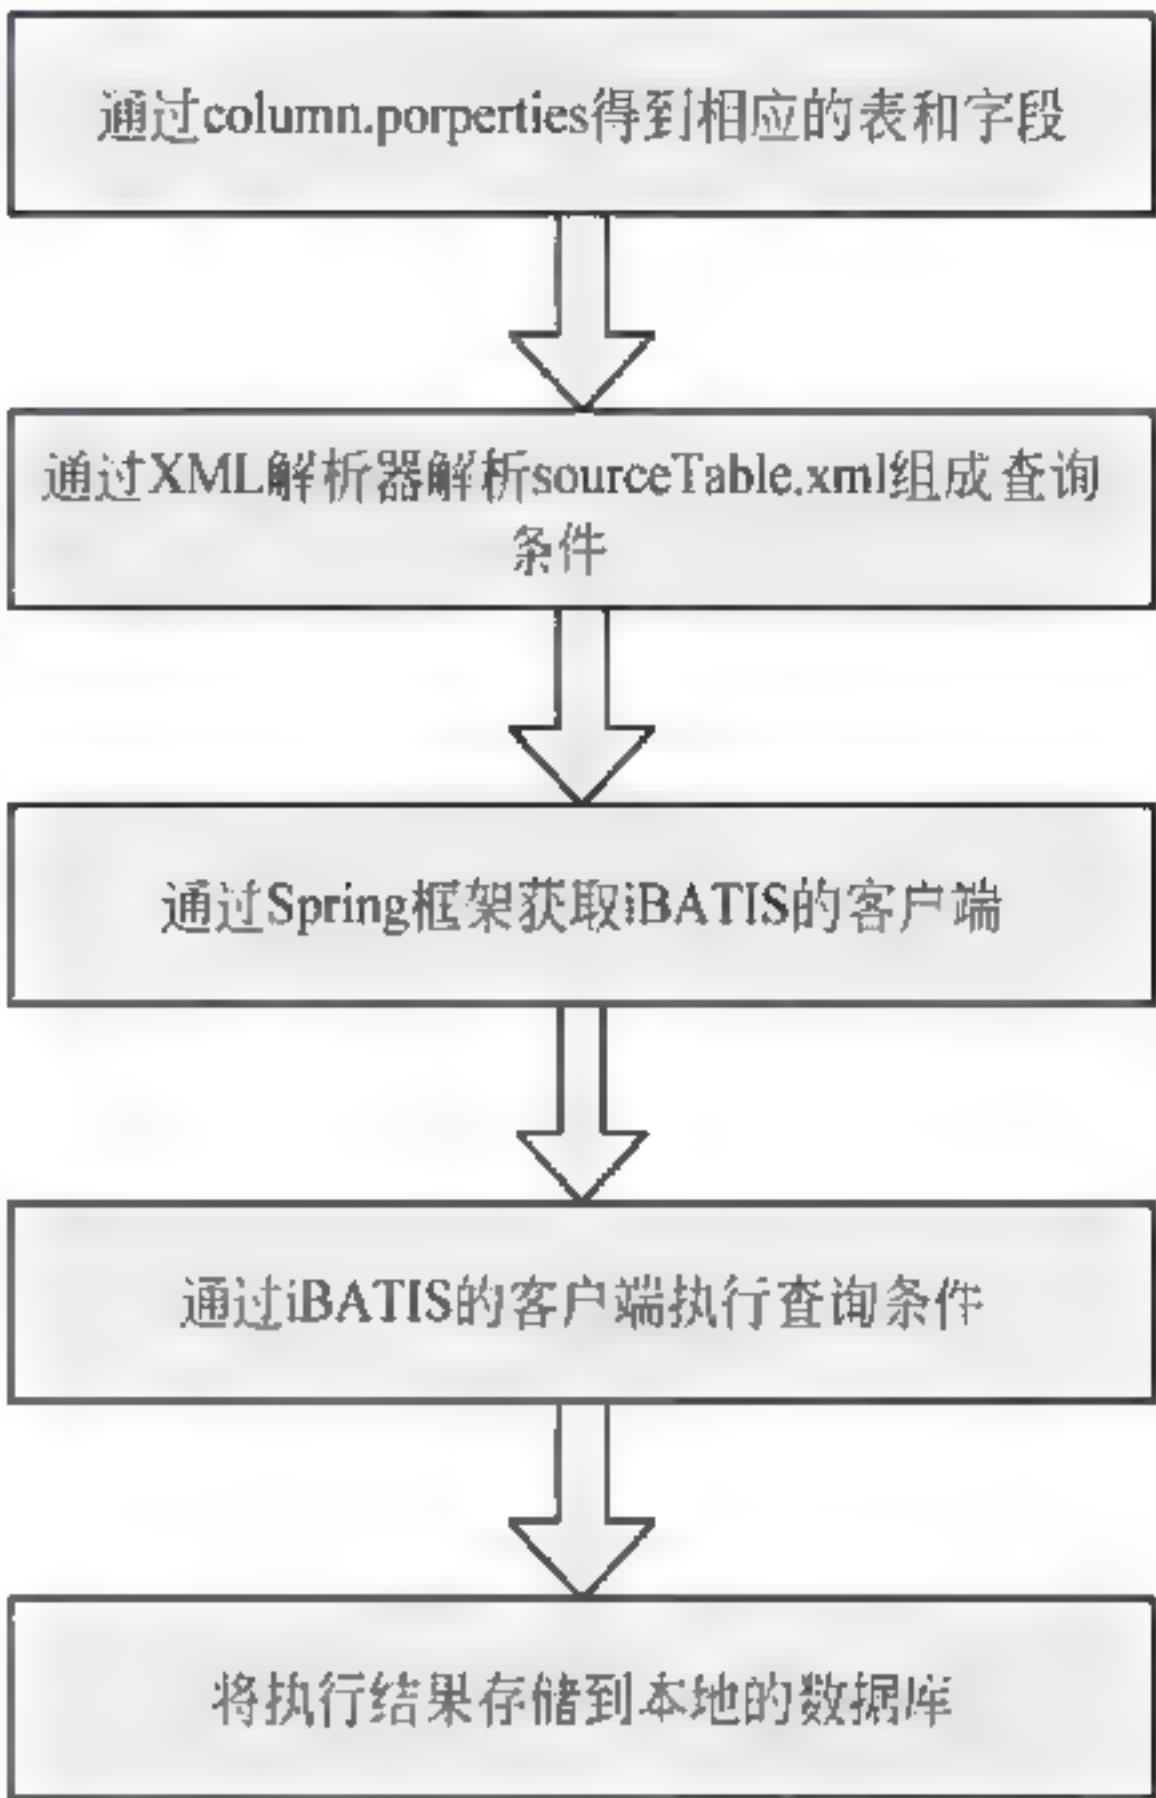 通过column.porperties得到相应的表和字段
通过XML解析器解析sourceTable.xml组成查询
条件
通过Spring框架获取iBATIS的客户端
通过iBATIS的客户端执行查询条件
将执行结果存储到本地的数据库